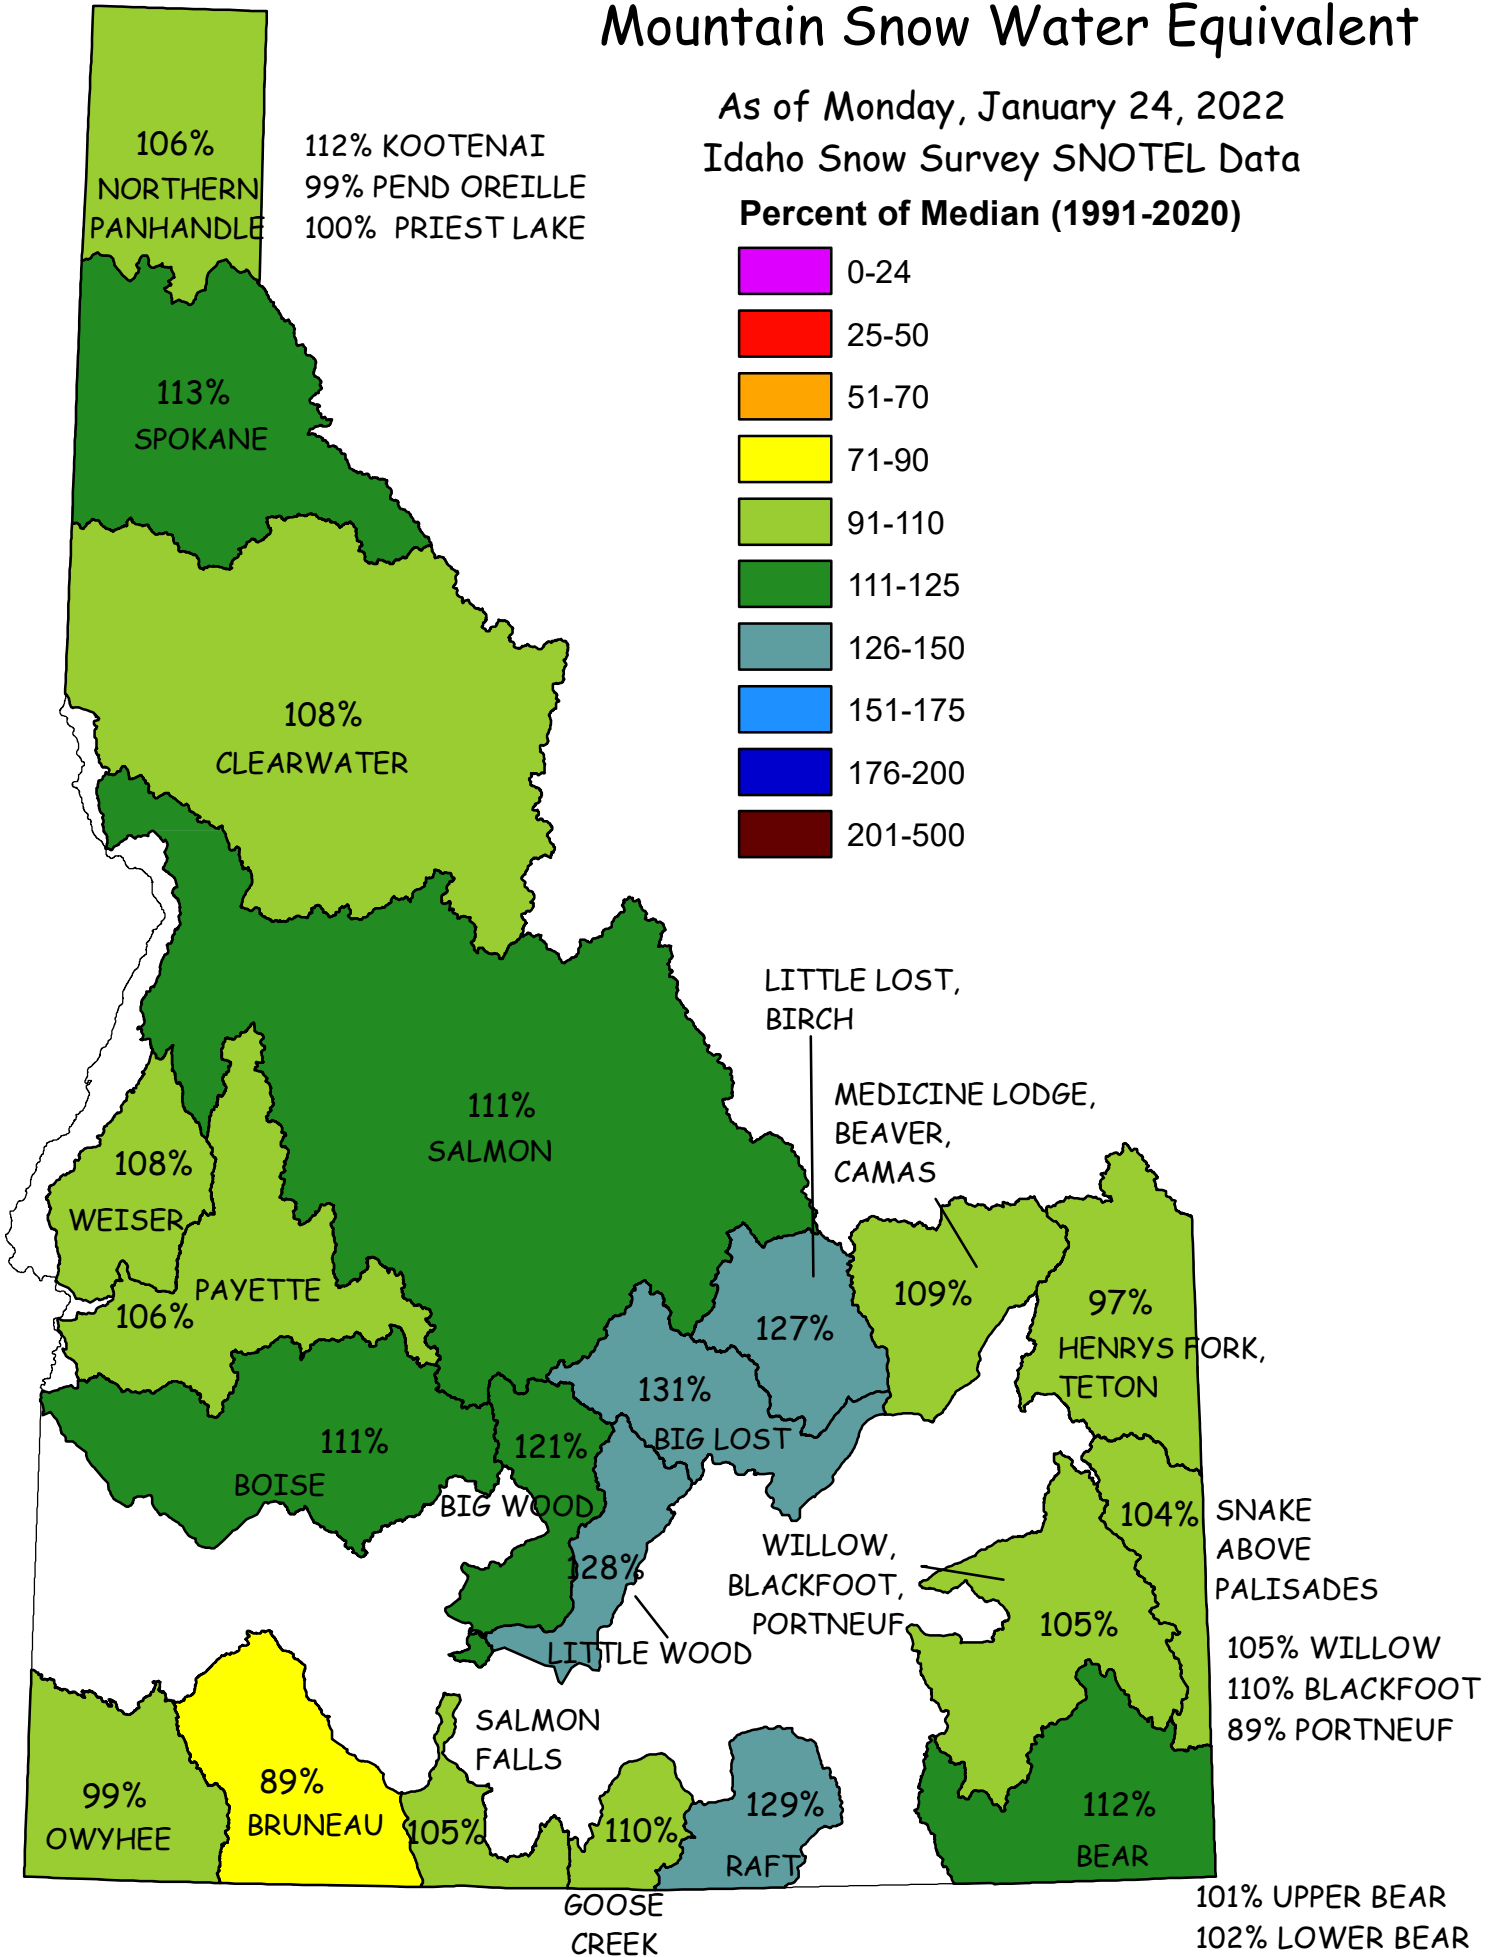 Mountain Snow Water Equivalent
As of Monday, January 24, 2022
Idaho Snow Survey SNOTEL Data
Percent of Median (1991-2020)
0-24
25-50
51-70
71-90
91-110
111-125
126-150
151-175
176-200
201-500
106%
NORTHERN
PANHANDLE
112% KOOTENAI
99% PEND OREILLE
100% PRIEST LAKE
113%
SPOKANE
108%
CLEARWATER
LITTLE LOST,
BIRCH
MEDICINE LODGE,
BEAVER,
CAMAS
111%
SALMON
108%
WEISER
PAYETTE
106%
109%
97%
HENRYS FORK,
TETON
127%
131%
BIG LOST
111%
BOISE
121%
BIG WOOD
128%
LITTLE WOOD
WILLOW,
BLACKFOOT,
PORTNEUF
105%
104%
SNAKE
ABOVE
PALISADES
105% WILLOW
110% BLACKFOOT
89% PORTNEUF
SALMON
FALLS
99%
OWYHEE
89%
BRUNEAU
105%
110%
GOOSE
CREEK
129%
RAFT
112%
BEAR
101% UPPER BEAR
102% LOWER BEAR